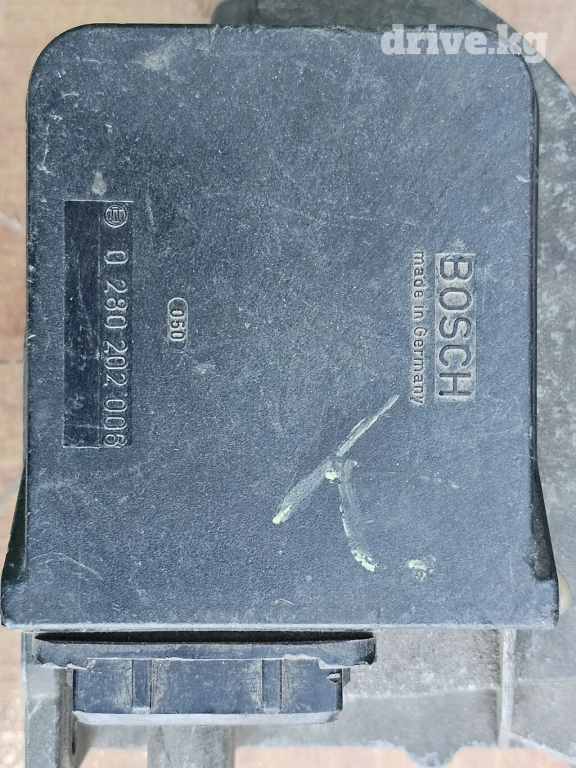 drive.kg
BOSCH
made in Germany
050
0 280 202 006